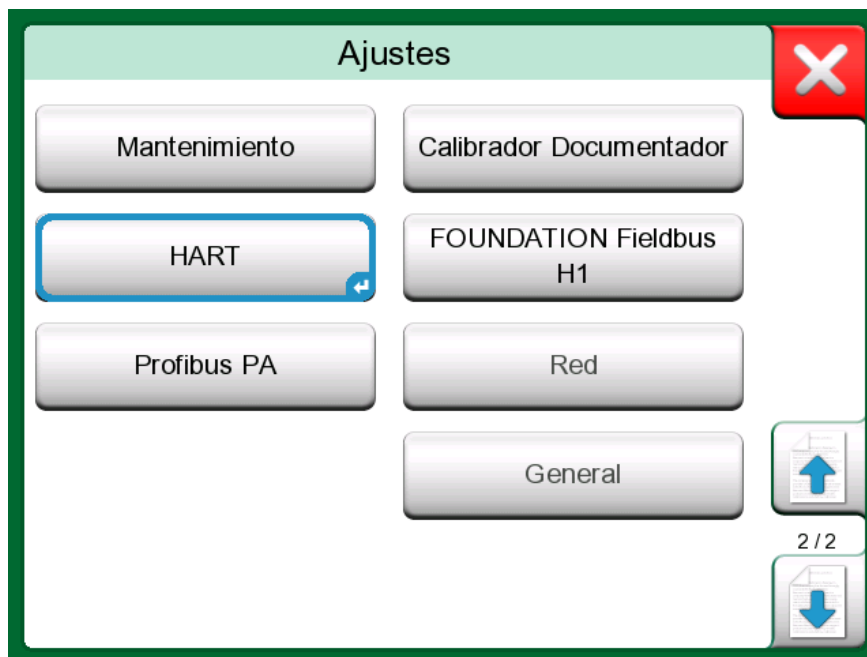 Ajustes
Mantenimiento
Calibrador Documentador
HART
FOUNDATION Fieldbus
H1
Profibus PA
Red
General
2 / 2